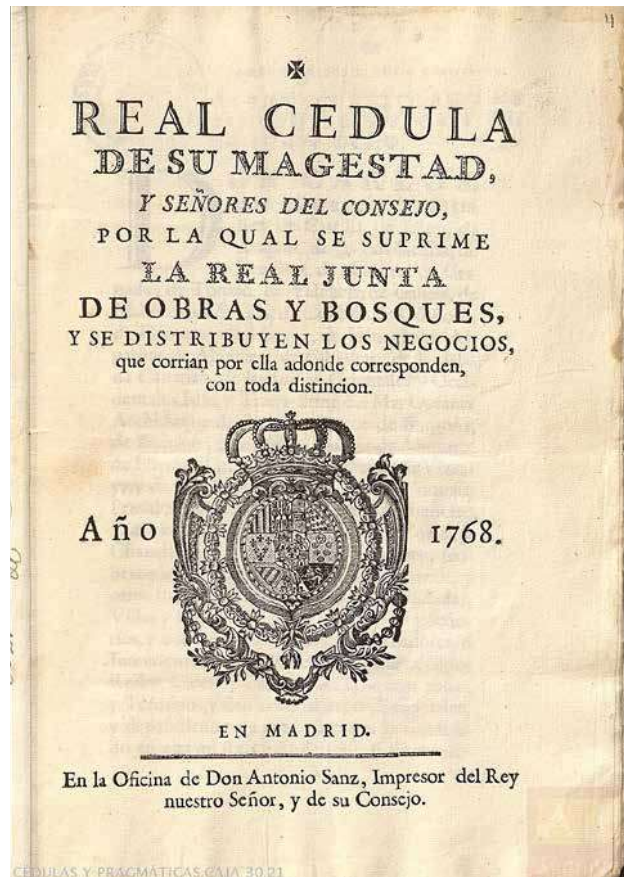 REAL CEDULA
DE SU MAGESTAD,
Y SEÑORES DEL CONSEJO,
POR LA QUAL SE SUPRIME
LA REAL JUNTA
DE OBRAS Y BOSQUES,
Y SE DISTRIBUYEN LOS NEGOCIOS,
que corrian por ella adonde corresponden,
con toda distincion.
Año 1768.
EN MADRID.
En la Oficina de Don Antonio Sanz, Impresor del Rey
nuestro Señor, y de su Consejo.
CEDULAS Y PRAGMÁTICAS,CAJA 30,21